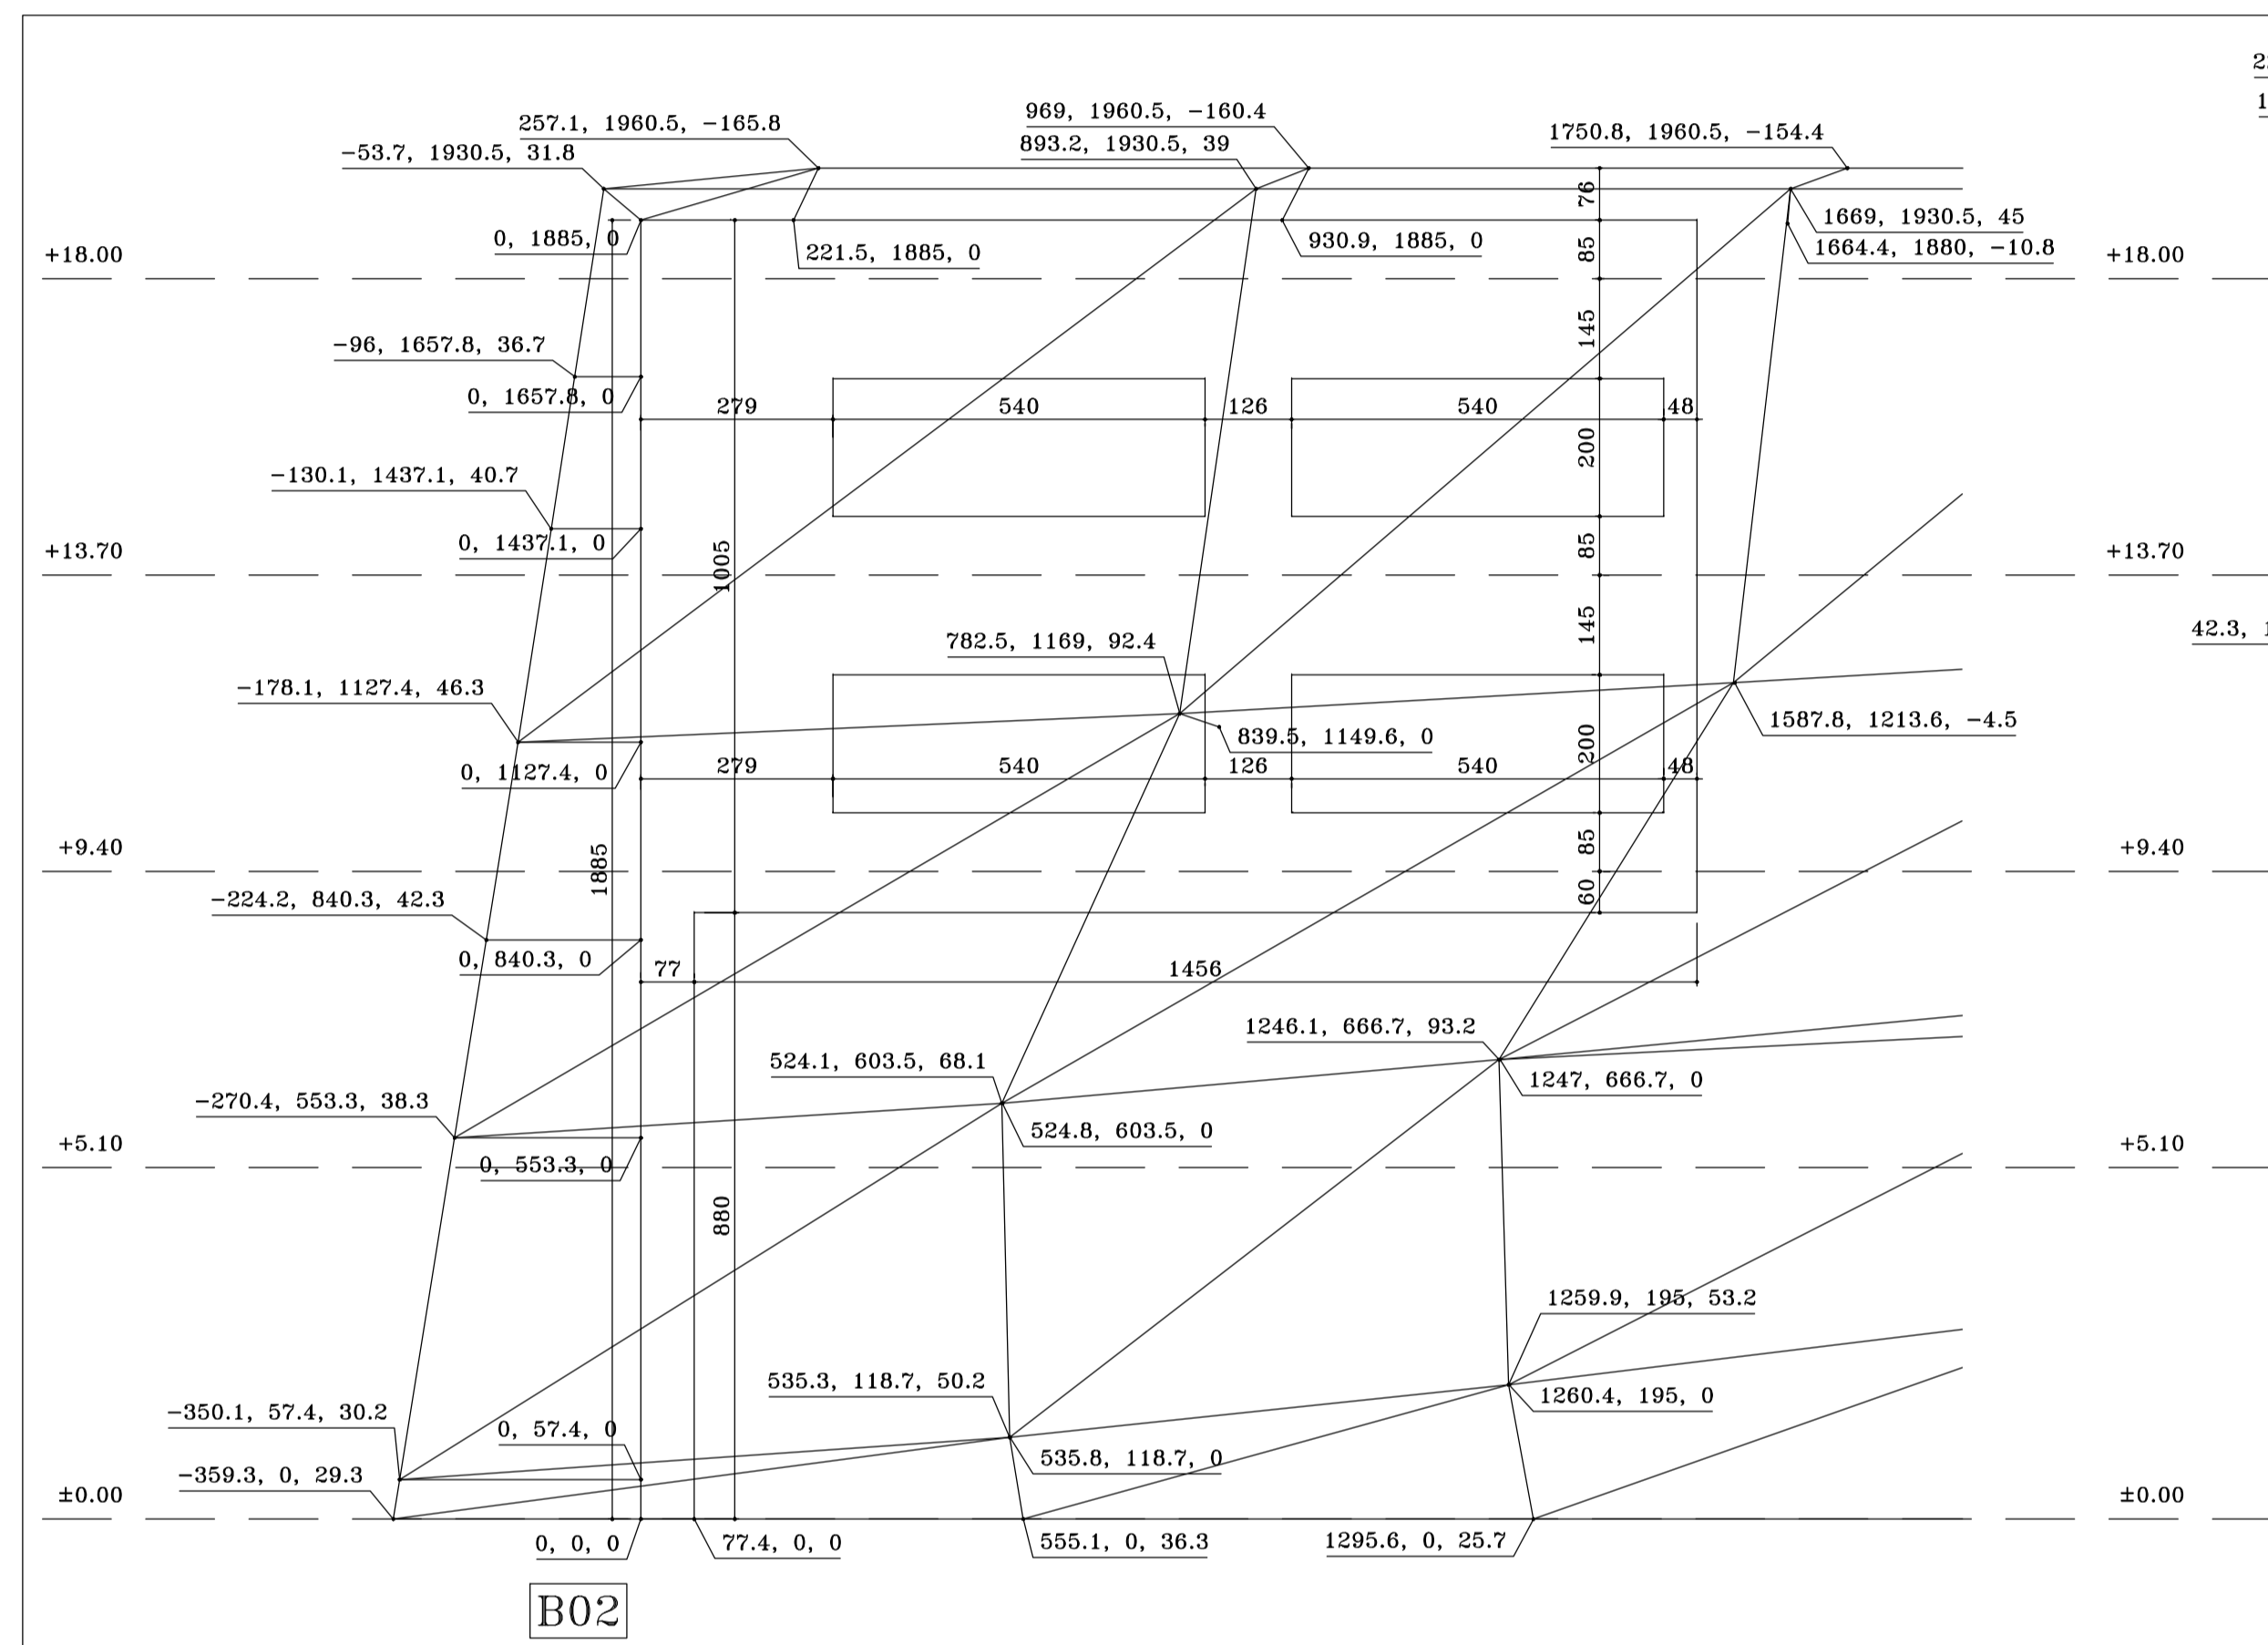 969, 1960.5, −160.4
257.1, 1960.5, −165.8
1750.8, 1960.5, −154.4
893.2, 1930.5, 39
−53.7, 1930.5, 31.8
76
1669, 1930.5, 45
0, 1885, 0
221.5, 1885, 0
930.9, 1885, 0
85
1664.4, 1880, −10.8
+18.00
+18.00
145
−96, 1657.8, 36.7
0, 1657.8, 0
279
540
126
540
48
200
−130.1, 1437.1, 40.7
0, 1437.1, 0
+13.70
1005
85
+13.70
145
42.3,
782.5, 1169, 92.4
−178.1, 1127.4, 46.3
1587.8, 1213.6, −4.5
839.5, 1149.6, 0
200
0, 1127.4, 0
279
540
126
540
48
+9.40
1885
85
+9.40
60
−224.2, 840.3, 42.3
0, 840.3, 0
77
1456
1246.1, 666.7, 93.2
524.1, 603.5, 68.1
1247, 666.7, 0
−270.4, 553.3, 38.3
524.8, 603.5, 0
+5.10
+5.10
0, 553.3, 0
880
1259.9, 195, 53.2
535.3, 118.7, 50.2
1260.4, 195, 0
−350.1, 57.4, 30.2
0, 57.4, 0
535.8, 118.7, 0
−359.3, 0, 29.3
±0.00
±0.00
0, 0, 0
77.4, 0, 0
555.1, 0, 36.3
1295.6, 0, 25.7
B02